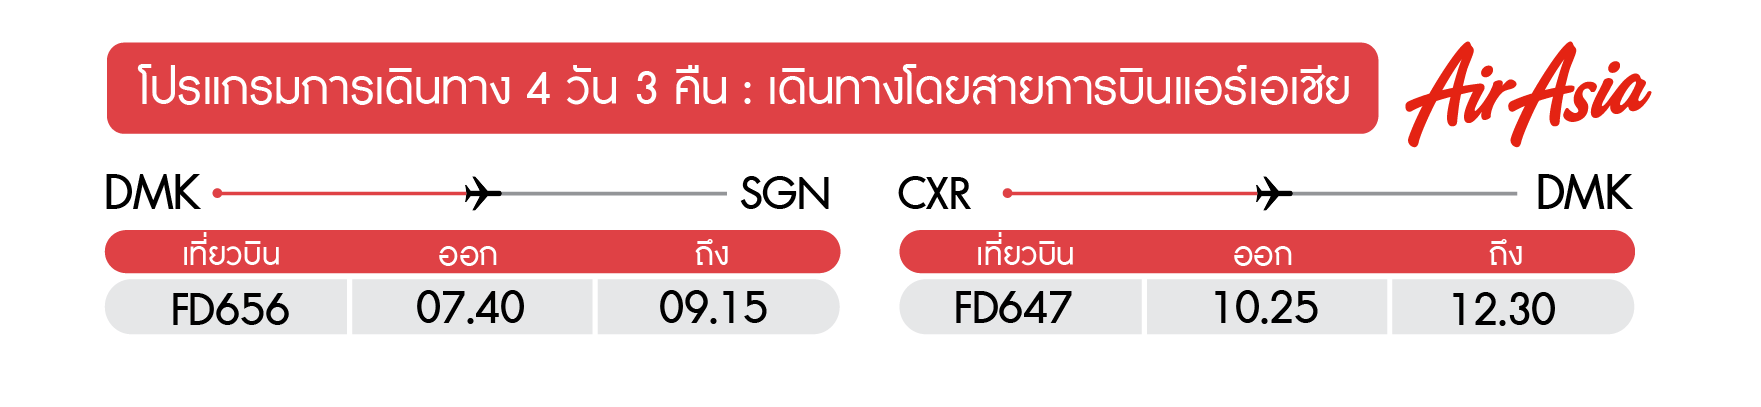 โปรแกรมการเดินทาง 4 วัน 3 คืน : เดินทางโดยสายการบินแอร์เอเชีย
AirAsia
DMK SGN
เที่ยวบิน ออก ถึง
FD656 07.40 09.15
CXR DMK
เที่ยวบิน ออก ถึง
FD647 10.25 12.30